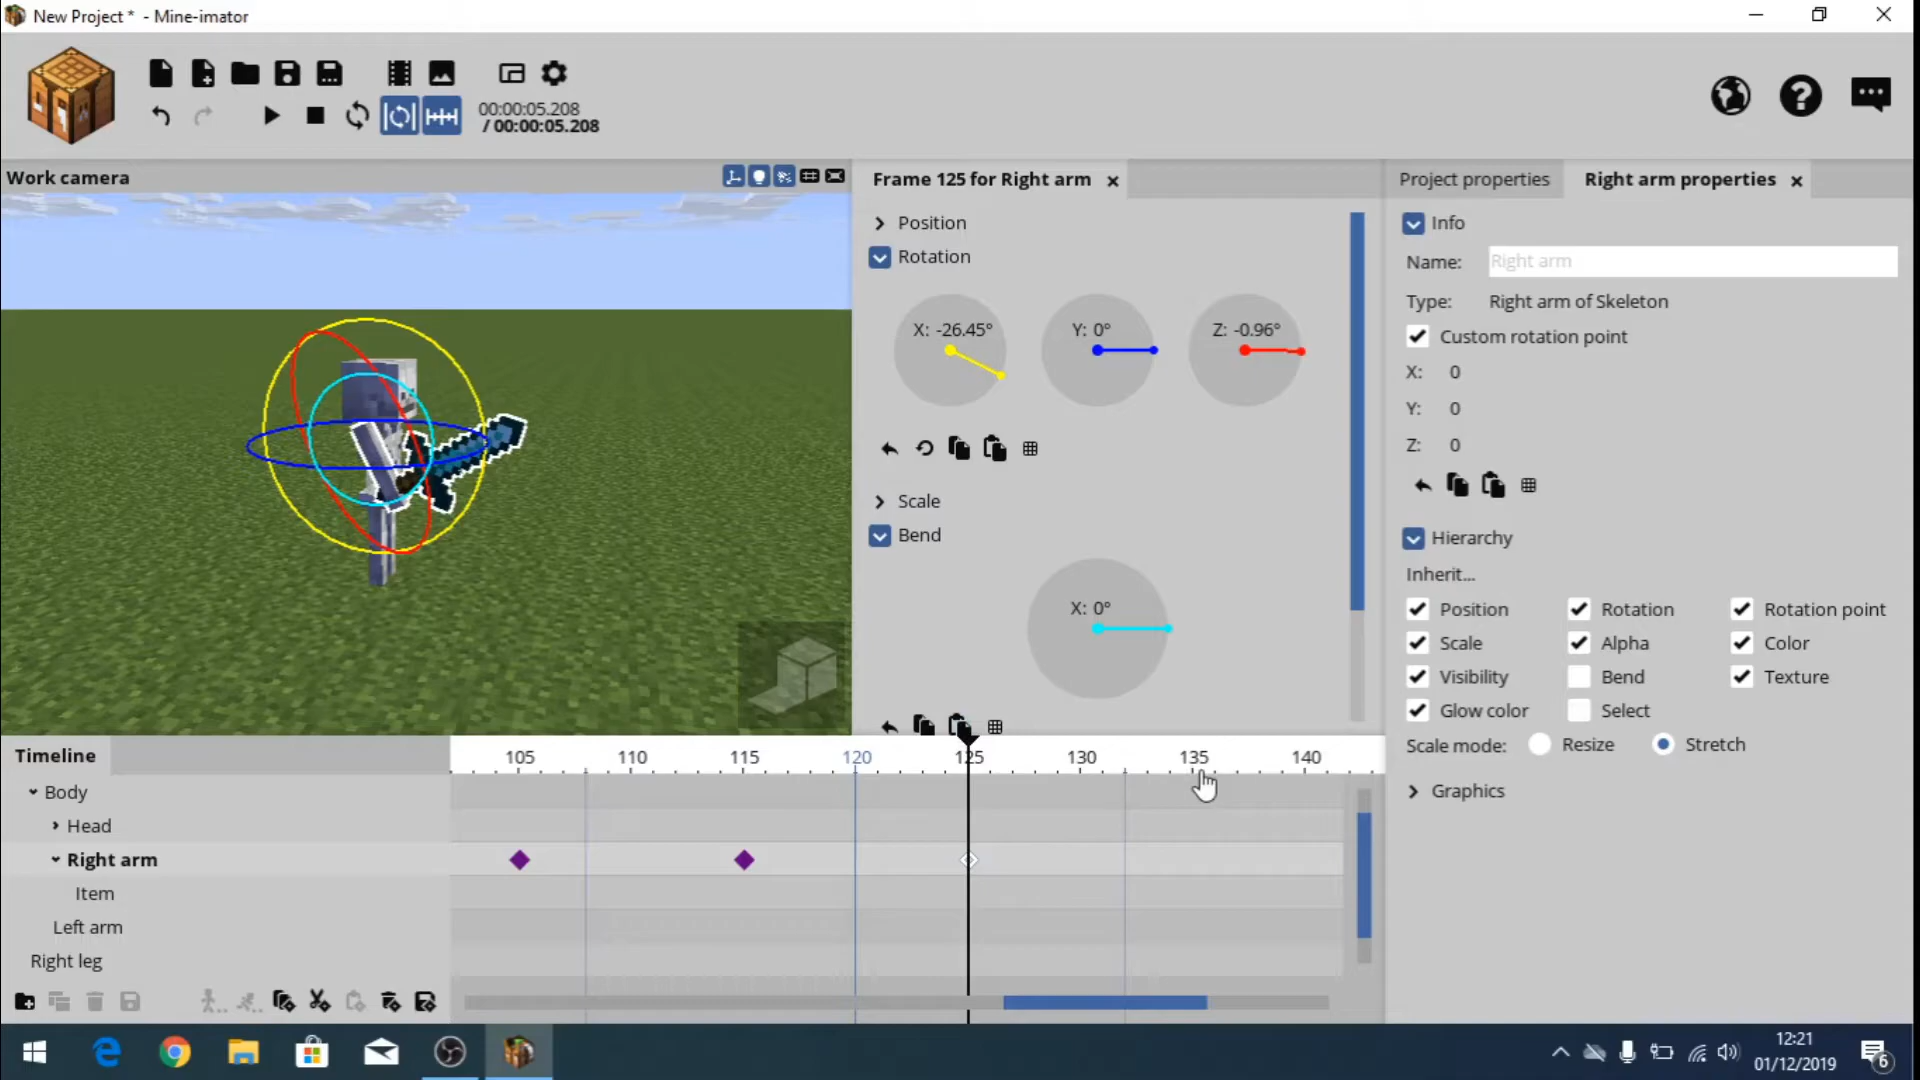 New Project * - Mine-imator
00:00:05.208
/ 00:00:05.208
Work camera
Frame 125 for Right arm
Position
Rotation
X: -26.45°
Y: 0°
Z: -0.96°
Scale
Bend
X: 0°
Project properties
Right arm properties
Info
Name: Right arm
Type: Right arm of Skeleton
Custom rotation point
X: 0
Y: 0
Z: 0
Hierarchy
Inherit...
Position Rotation Rotation point
Scale Alpha Color
Visibility Bend Texture
Glow color Select
Scale mode: Resize Stretch
Graphics
Timeline
105 110 115 120 125 130 135 140
Body
Head
Right arm
Item
Left arm
Right leg
12:21
01/12/2019
6